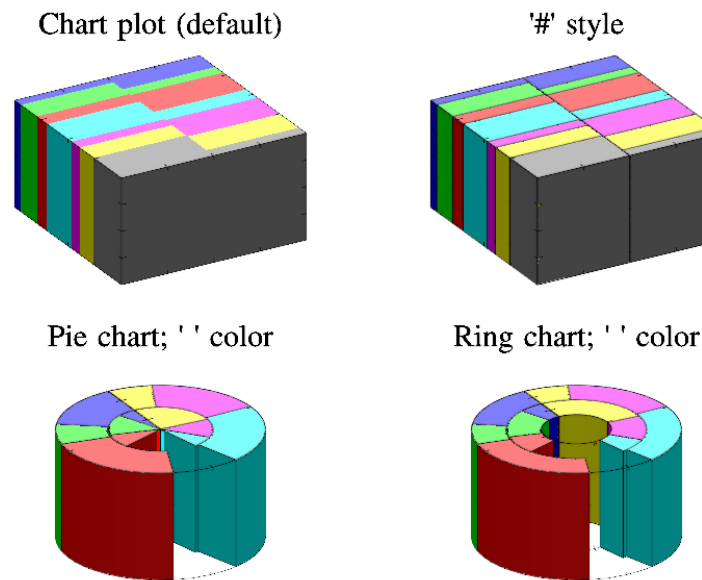 Chart plot (default)
'#' style
Pie chart; ' ' color
Ring chart; ' ' color